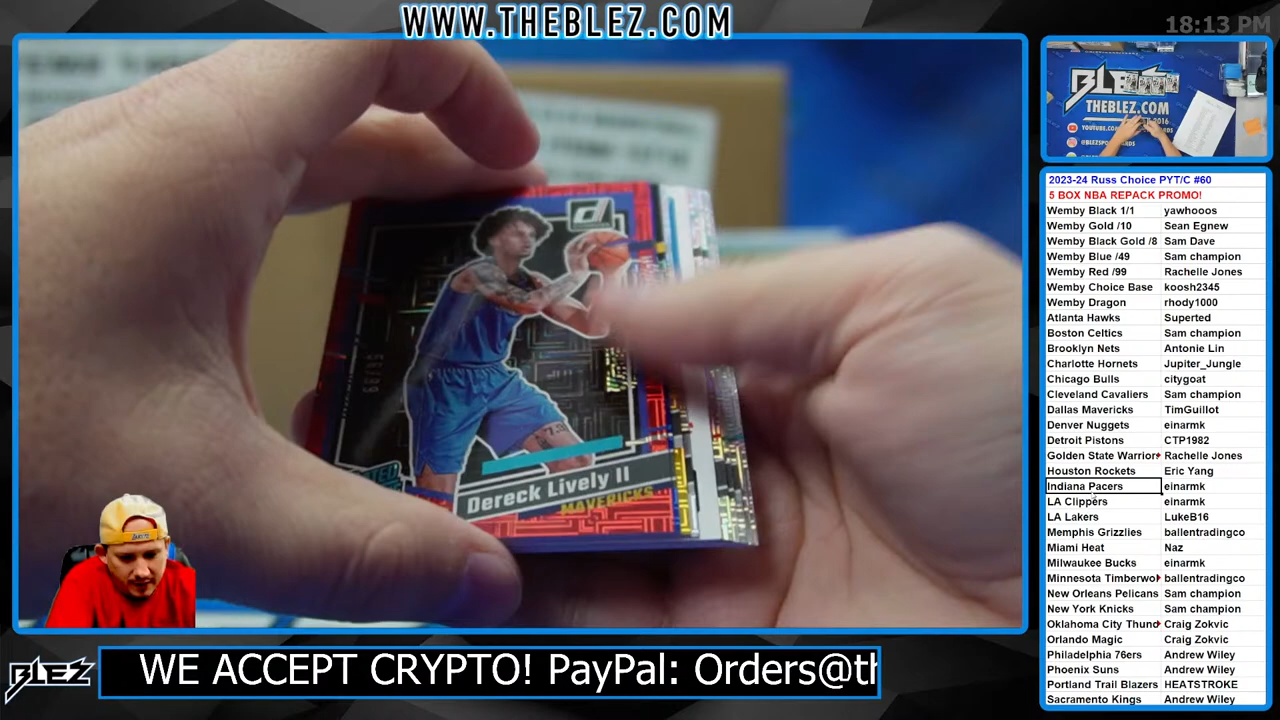 WWW.THEBLEZ.COM
18:13 PM
Dereck Lively II
MAVERICKS
BLEZ
THEBLEZ.COM
2023-24 Russ Choice PYT/C #60
5 BOX NBA REPACK PROMO!
Wemby Black 1/1 yawhooos
Wemby Gold /10 Sean Egnew
Wemby Black Gold /8 Sam Dave
Wemby Blue /49 Sam champion
Wemby Red /99 Rachelle Jones
Wemby Choice Base koosh2345
Wemby Dragon rhody1000
Atlanta Hawks Superted
Boston Celtics Sam champion
Brooklyn Nets Antonie Lin
Charlotte Hornets Jupiter_Jungle
Chicago Bulls citygoat
Cleveland Cavaliers Sam champion
Dallas Mavericks TimGuillot
Denver Nuggets einarmk
Detroit Pistons CTP1982
Golden State Warrior Rachelle Jones
Houston Rockets Eric Yang
Indiana Pacers einarmk
LA Clippers einarmk
LA Lakers LukeB16
Memphis Grizzlies ballentradingco
Miami Heat Naz
Milwaukee Bucks einarmk
Minnesota Timberwol ballentradingco
New Orleans Pelicans Sam champion
New York Knicks Sam champion
Oklahoma City Thund Craig Zokvic
Orlando Magic Craig Zokvic
Philadelphia 76ers Andrew Wiley
Phoenix Suns Andrew Wiley
Portland Trail Blazers HEATSTROKE
Sacramento Kings Andrew Wiley
BLEZ
WE ACCEPT CRYPTO! PayPal: Orders@th